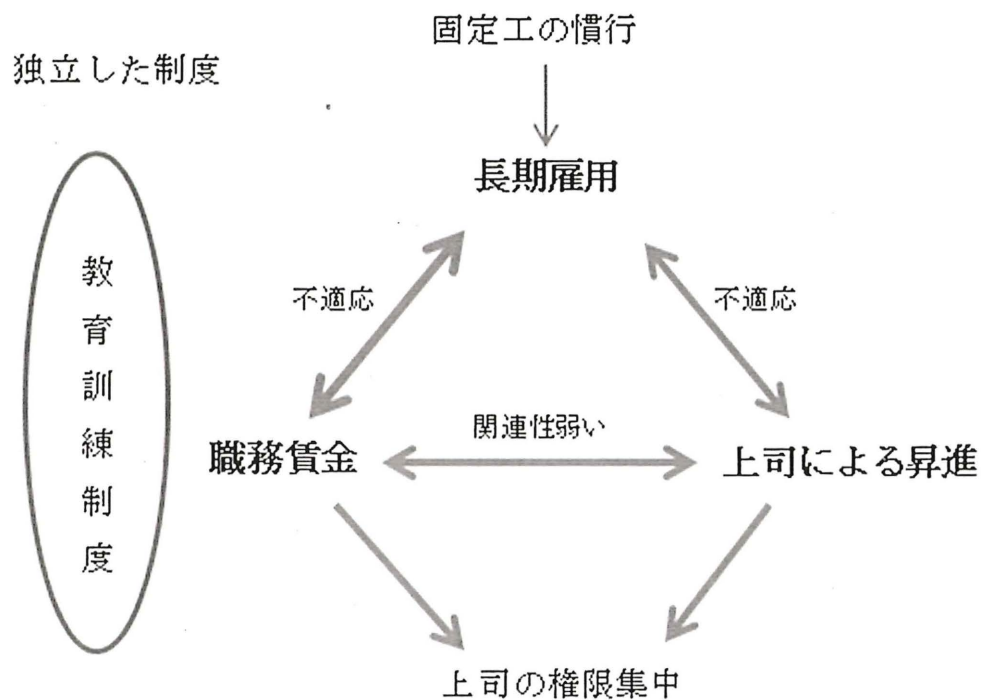 固定工の慣行
独立した制度
長期雇用
不適応
不適応
教育訓練制度
関連性弱い
職務賃金
上司による昇進
上司の権限集中